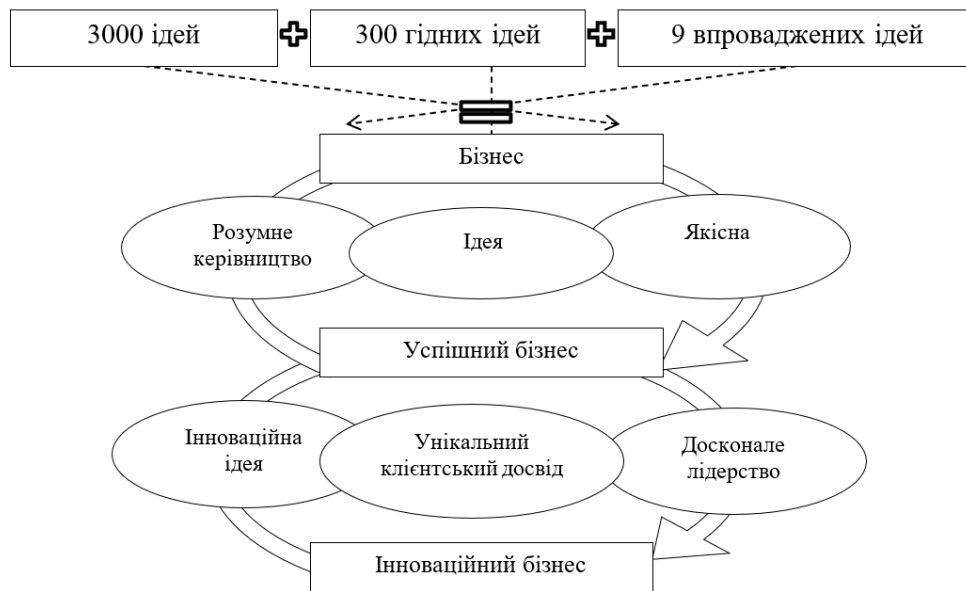 3000 ідей
300 гідних ідей
9 впроваджених ідей
Бізнес
Розумне
керівництво
Ідея
Якісна
Успішний бізнес
Інноваційна
ідея
Унікальний
клієнтський досвід
Досконале
лідерство
Інноваційний бізнес